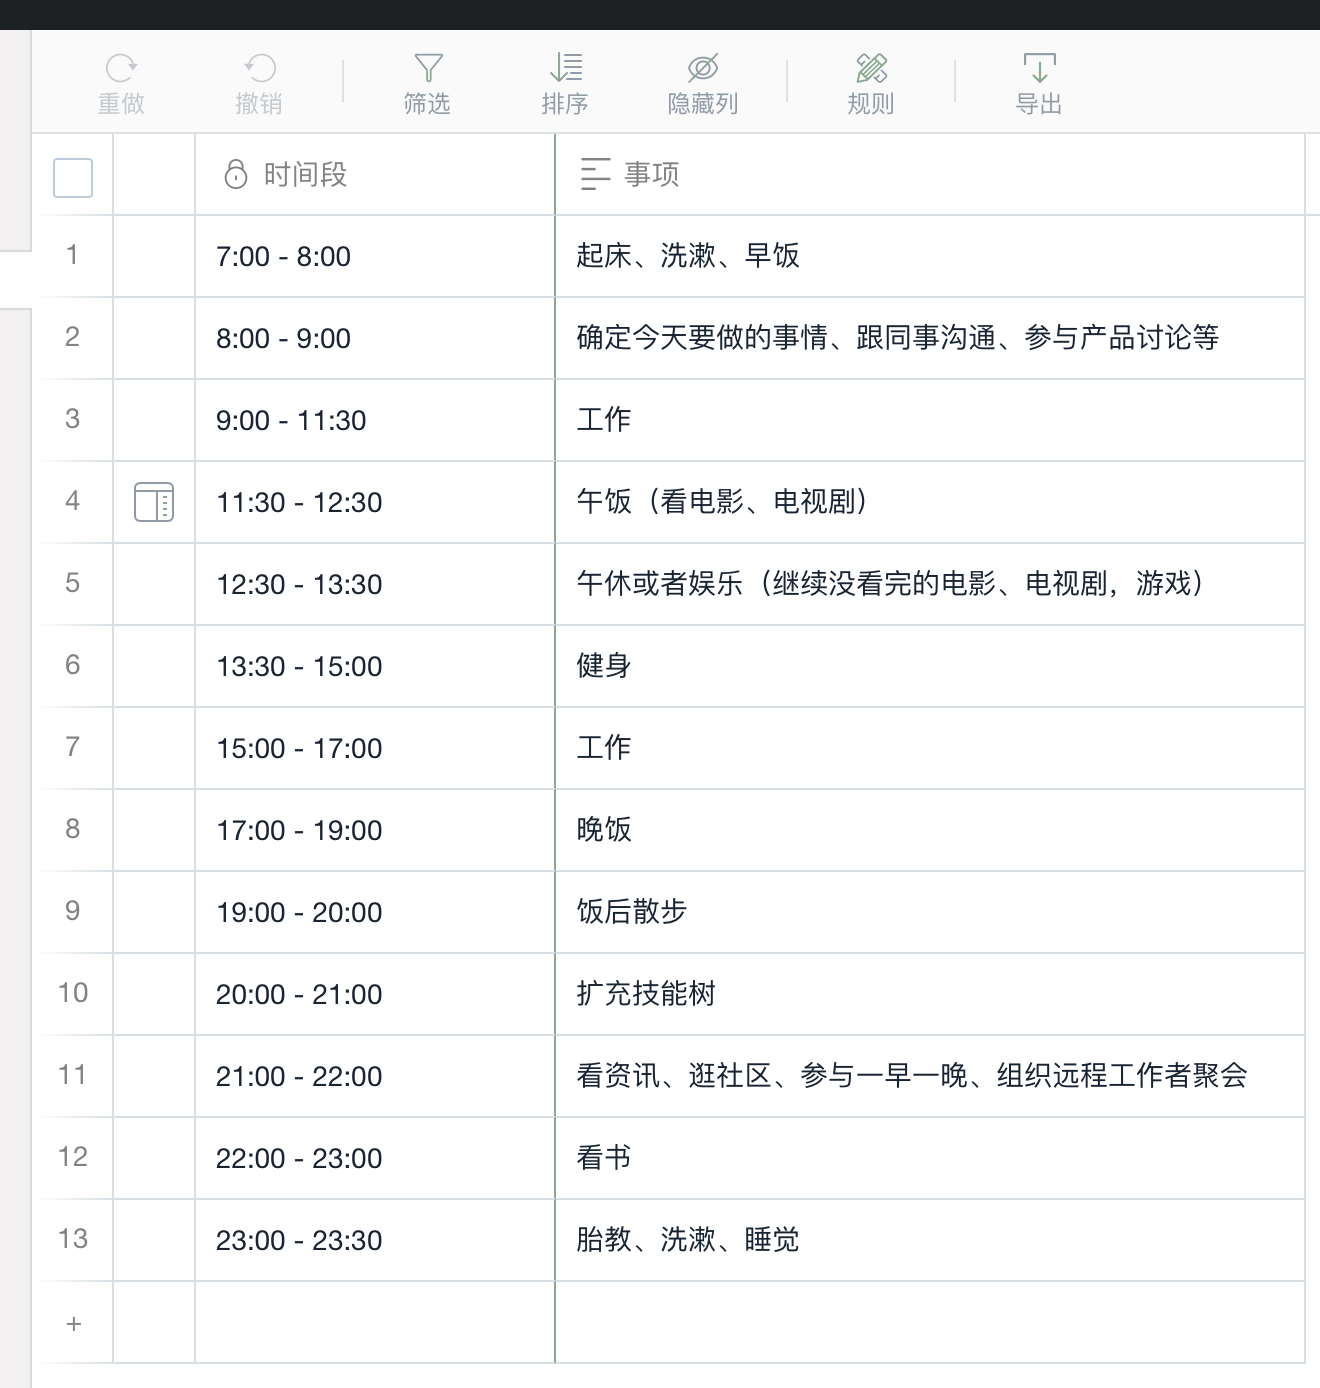 重做 撤销 筛选 排序 隐藏列 规则 导出
时间段 事项
1 7:00 - 8:00 起床、洗漱、早饭
2 8:00 - 9:00 确定今天要做的事情、跟同事沟通、参与产品讨论等
3 9:00 - 11:30 工作
4 11:30 - 12:30 午饭（看电影、电视剧）
5 12:30 - 13:30 午休或者娱乐（继续没看完的电影、电视剧，游戏）
6 13:30 - 15:00 健身
7 15:00 - 17:00 工作
8 17:00 - 19:00 晚饭
9 19:00 - 20:00 饭后散步
10 20:00 - 21:00 扩充技能树
11 21:00 - 22:00 看资讯、逛社区、参与一早一晚、组织远程工作者聚会
12 22:00 - 23:00 看书
13 23:00 - 23:30 胎教、洗漱、睡觉
+